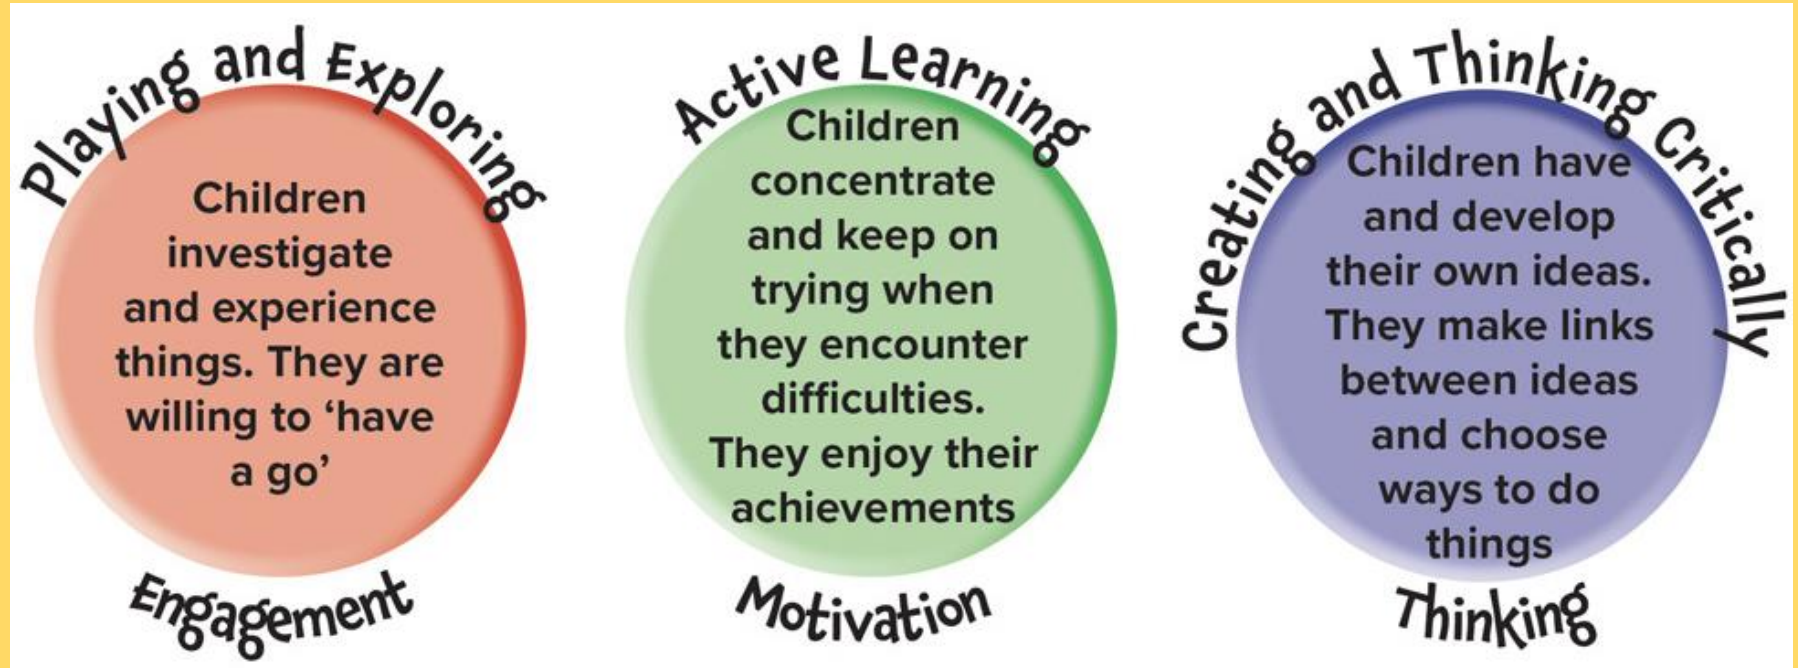 Playing and Exploring
Children
investigate
and experience
things. They are
willing to ‘have
a go’
Engagement
Active Learning
Children
concentrate
and keep on
trying when
they encounter
difficulties.
They enjoy their
achievements
Motivation
Creating and Thinking Critically
Children have
and develop
their own ideas.
They make links
between ideas
and choose
ways to do
things
Thinking